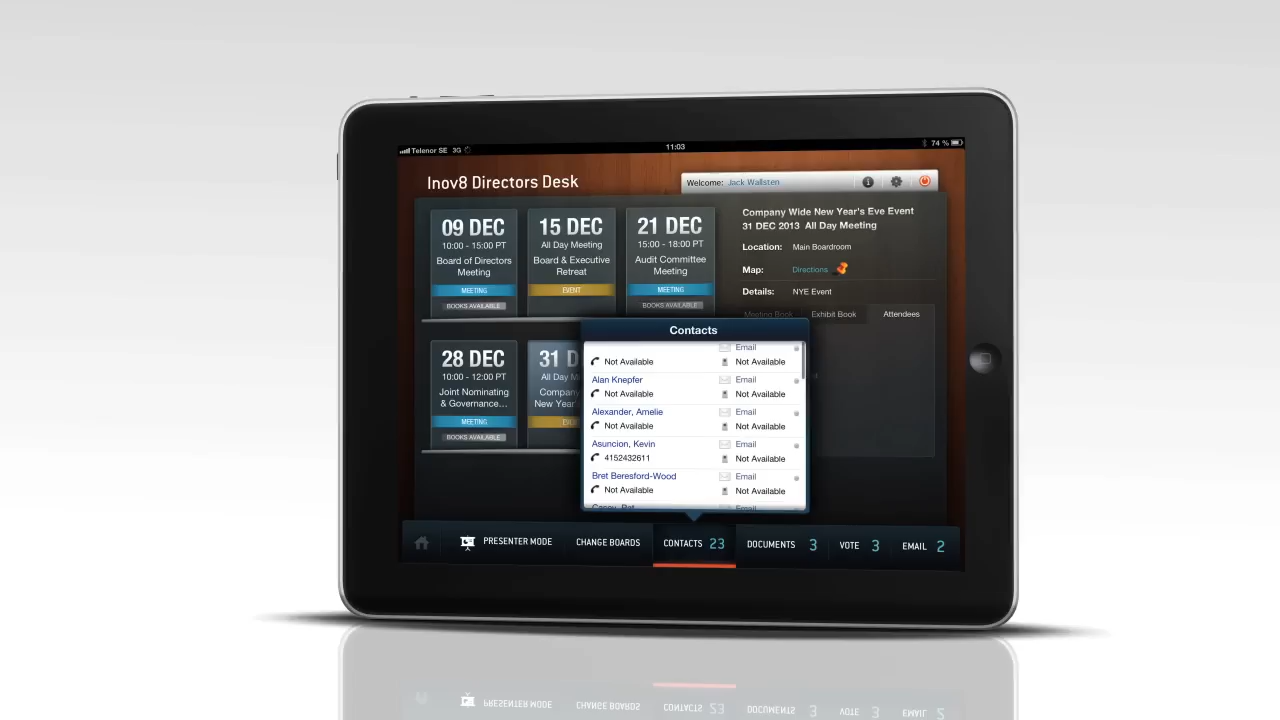 Telenor SE 3G
11:03
74 %
Inov8 Directors Desk
Welcome: Jack Wallsten
09 DEC
10:00 - 15:00 PT
Board of Directors
Meeting
MEETING
BOOKS AVAILABLE
15 DEC
All Day Meeting
Board & Executive
Retreat
EVENT
21 DEC
15:00 - 18:00 PT
Audit Committee
Meeting
MEETING
BOOKS AVAILABLE
Company Wide New Year's Eve Event
31 DEC 2013 All Day Meeting
Location: Main Boardroom
Map: Directions
Details: NYE Event
Meeting Book Exhibit Book Attendees
28 DEC
10:00 - 12:00 PT
Joint Nominating
& Governance...
MEETING
BOOKS AVAILABLE
31 D
All Day M
Compan
New Year'
Contacts
Email
Not Available Not Available
Alan Knepfer Email
Not Available Not Available
Alexander, Amelie Email
Not Available Not Available
Asuncion, Kevin Email
4152432611 Not Available
Bret Beresford-Wood Email
Not Available Not Available
Casey, Pat Email
PRESENTER MODE
CHANGE BOARDS
CONTACTS 23
DOCUMENTS 3
VOTE 3
EMAIL 2